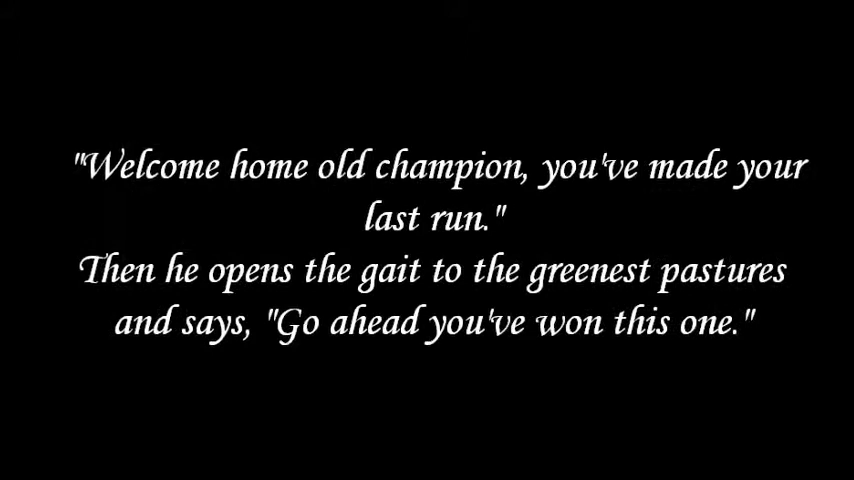 "Welcome home old champion, you've made your
last run."
Then he opens the gait to the greenest pastures
and says, "Go ahead you've won this one."